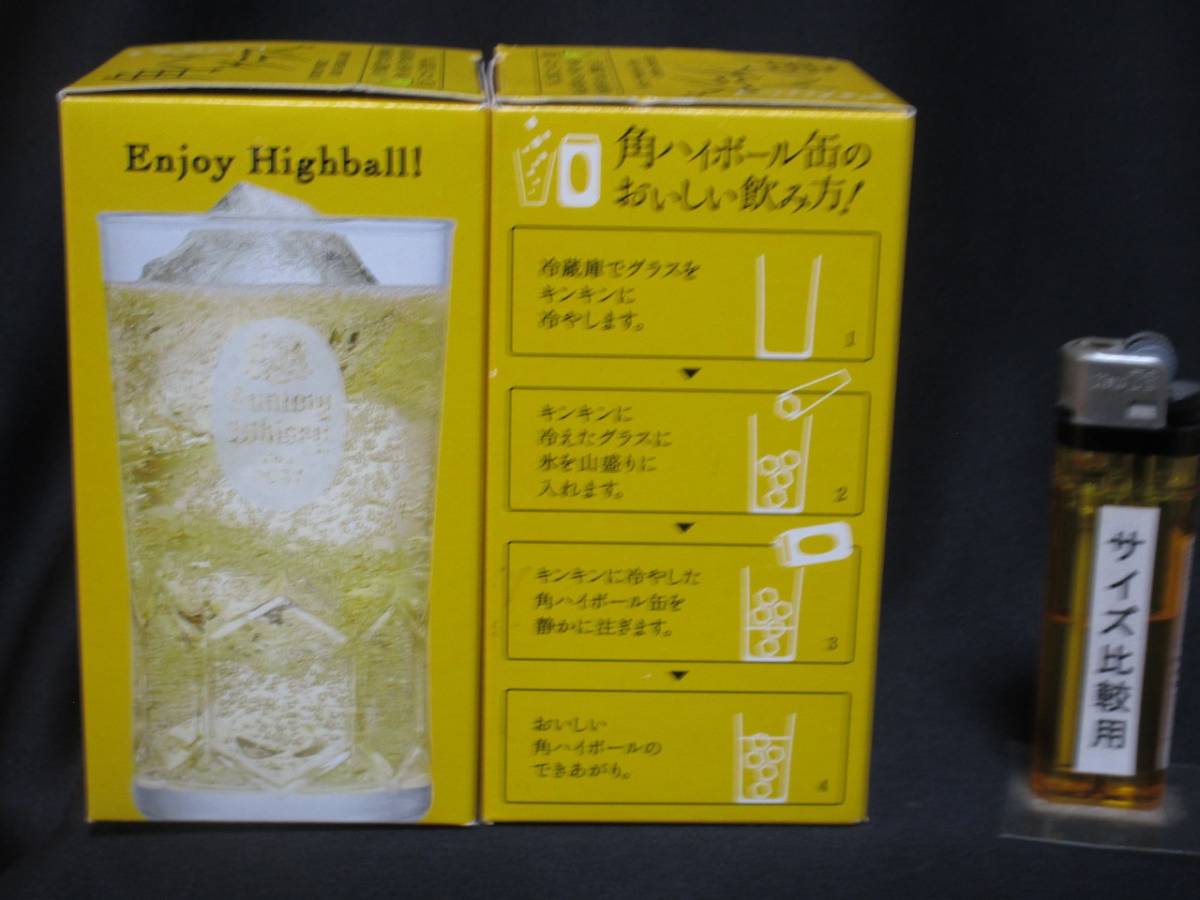 Enjoy Highball!
角ハイボール缶の
おいしい飲み方!
冷蔵庫でグラスを
キンキンに
冷やします。
1
キンキンに
冷えたグラスに
氷を山盛りに
入れます。
2
キンキンに冷やした
角ハイボール缶を
静かに注ぎます。
3
おいしい
角ハイボールの
できあがり。
4
サイズ比較用